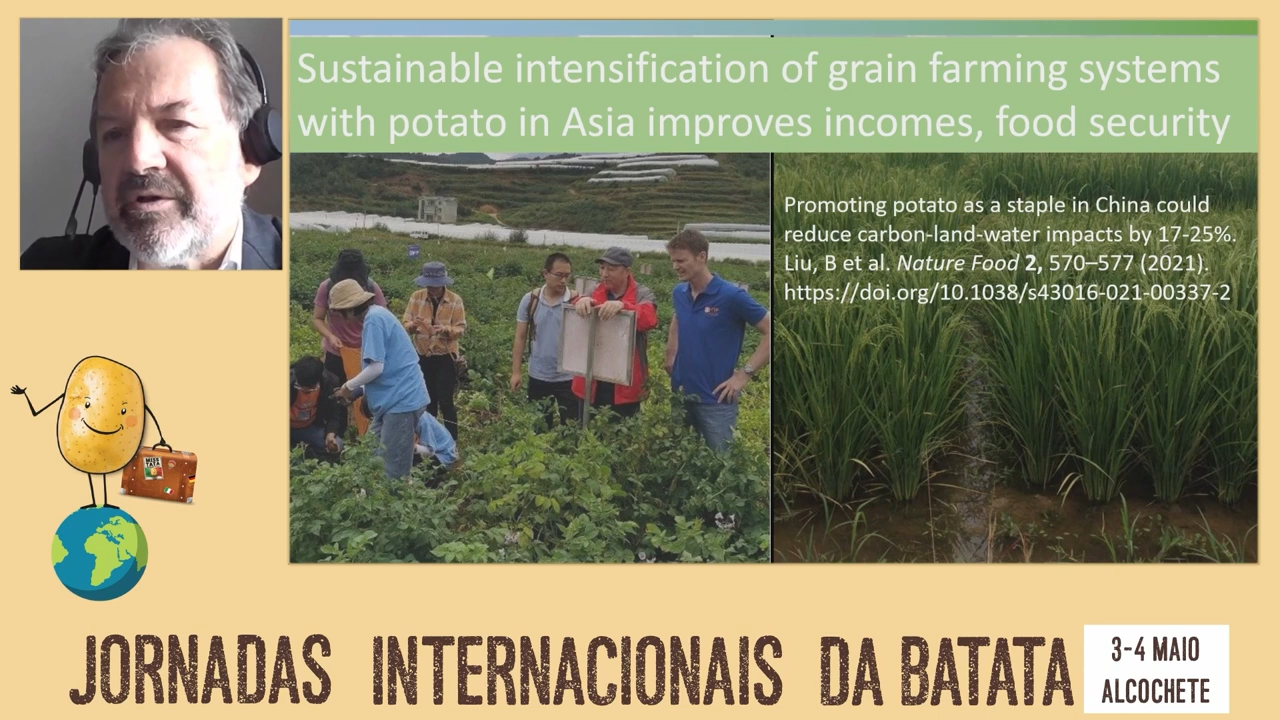 Sustainable intensification of grain farming systems
with potato in Asia improves incomes, food security
Promoting potato as a staple in China could
reduce carbon-land-water impacts by 17-25%.
Liu, B et al. Nature Food 2, 570–577 (2021).
https://doi.org/10.1038/s43016-021-00337-2
MISS
TATA
JORNADAS INTERNACIONAIS DA BATATA
3-4 MAIO
ALCOCHETE